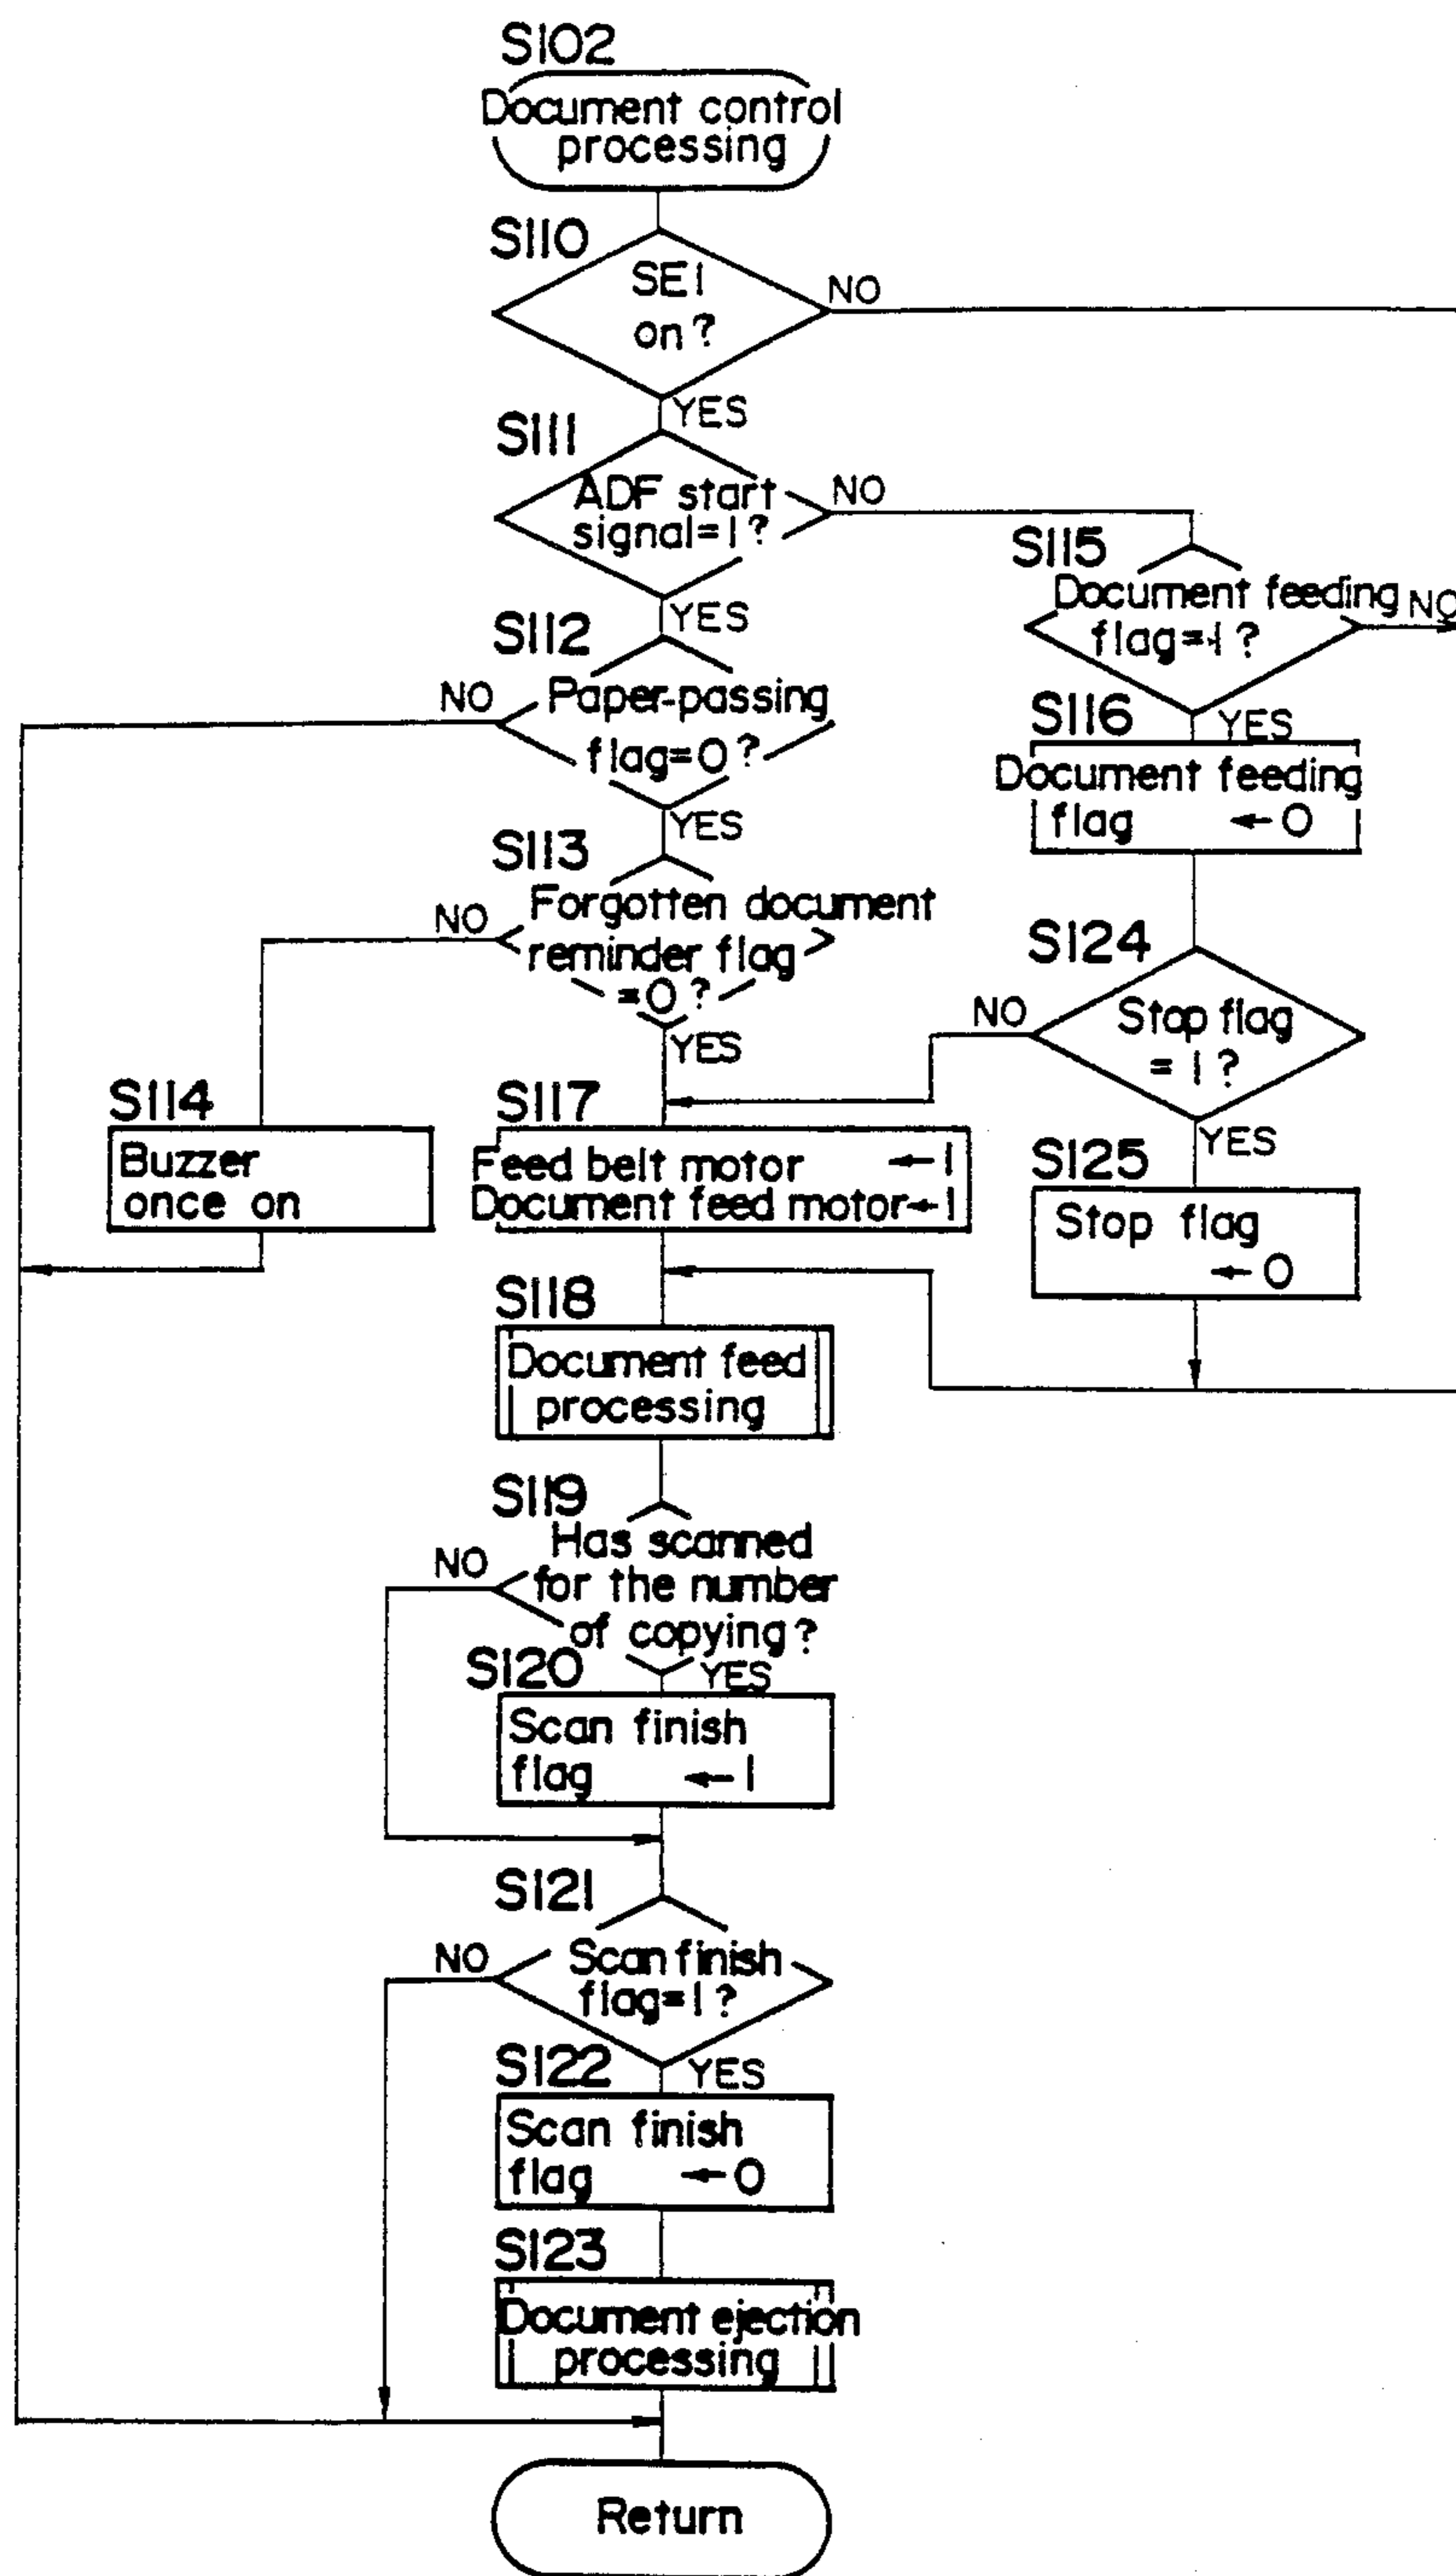 S102
Document control
processing
S110
SE1
on?
NO
YES
S111
ADF start
signal=1?
NO
YES
S115
Document feeding
flag=1?
NO
YES
S112
Paper-passing
flag=0?
NO
YES
S116
Document feeding
flag ←0
S113
Forgotten document
reminder flag
=0?
NO
YES
S124
Stop flag
=1?
NO
YES
S114
Buzzer
once on
S117
Feed belt motor ←1
Document feed motor←1
S125
Stop flag
←0
S118
Document feed
processing
S119
Has scanned
for the number
of copying?
NO
YES
S120
Scan finish
flag ←1
S121
Scan finish
flag=1?
NO
YES
S122
Scan finish
flag ←0
S123
Document ejection
processing
Return